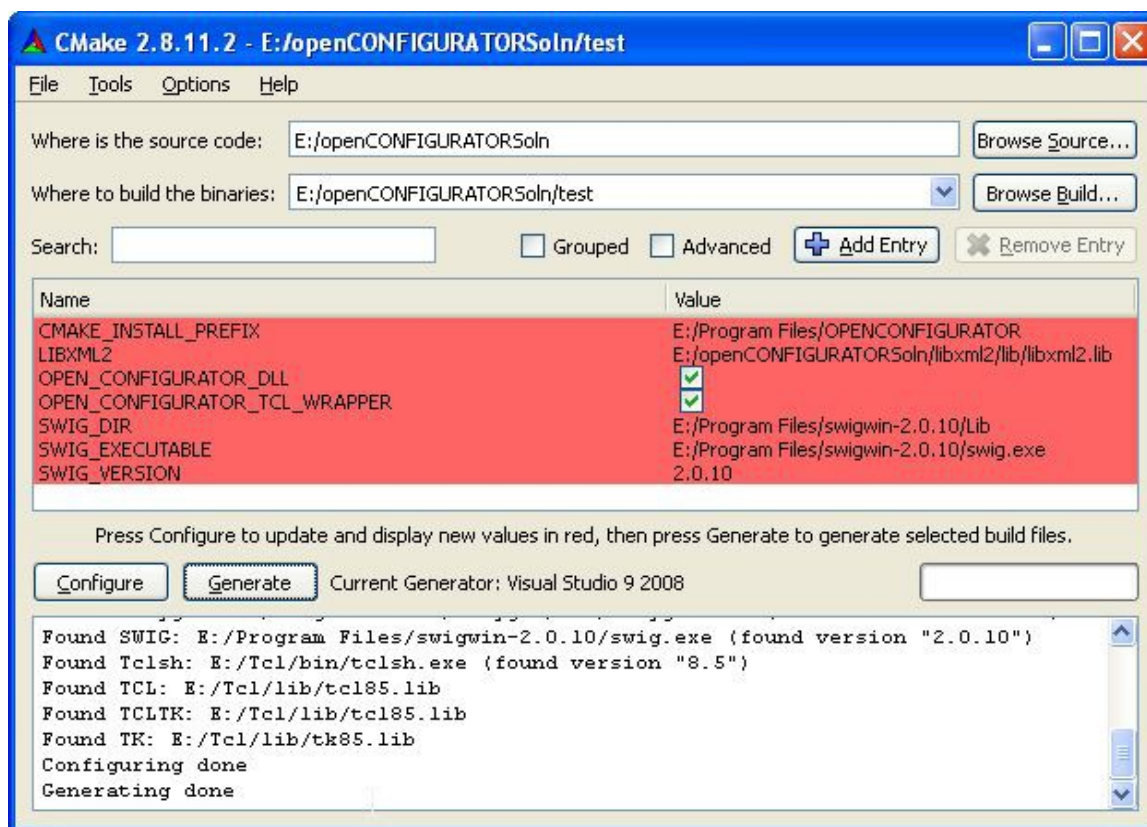 CMake 2.8.11.2 - E:/openCONFIGURATORSoln/test
File Tools Options Help
Where is the source code: E:/openCONFIGURATORSoln Browse Source...
Where to build the binaries: E:/openCONFIGURATORSoln/test Browse Build...
Search: Grouped Advanced Add Entry Remove Entry
Name Value
CMAKE_INSTALL_PREFIX E:/Program Files/OPENCONFIGURATOR
LIBXML2 E:/openCONFIGURATORSoln/libxml2/lib/libxml2.lib
OPEN_CONFIGURATOR_DLL
OPEN_CONFIGURATOR_TCL_WRAPPER
SWIG_DIR E:/Program Files/swigwin-2.0.10/Lib
SWIG_EXECUTABLE E:/Program Files/swigwin-2.0.10/swig.exe
SWIG_VERSION 2.0.10
Press Configure to update and display new values in red, then press Generate to generate selected build files.
Configure Generate Current Generator: Visual Studio 9 2008
Found SWIG: E:/Program Files/swigwin-2.0.10/swig.exe (found version "2.0.10")
Found Tclsh: E:/Tcl/bin/tclsh.exe (found version "8.5")
Found TCL: E:/Tcl/lib/tcl85.lib
Found TCLTK: E:/Tcl/lib/tcl85.lib
Found TK: E:/Tcl/lib/tk85.lib
Configuring done
Generating done